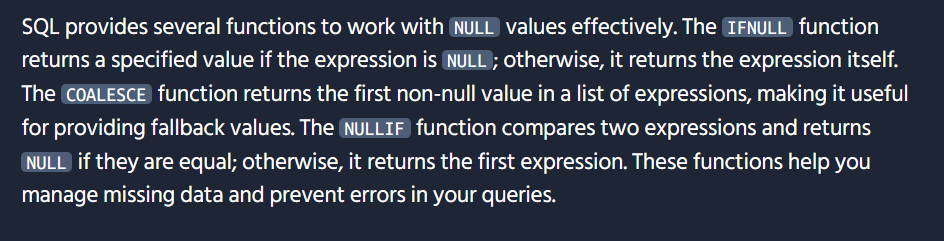 SQL provides several functions to work with NULL values effectively. The IFNULL function
returns a specified value if the expression is NULL; otherwise, it returns the expression itself.
The COALESCE function returns the first non-null value in a list of expressions, making it useful
for providing fallback values. The NULLIF function compares two expressions and returns
NULL if they are equal; otherwise, it returns the first expression. These functions help you
manage missing data and prevent errors in your queries.